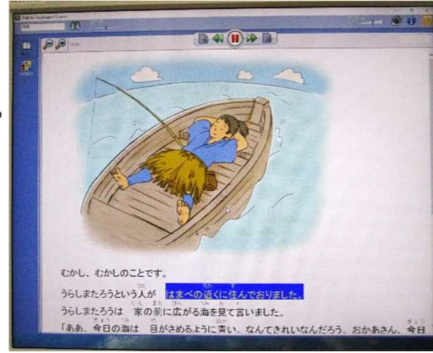 むかし、むかしのことです。
うらしまたろうという人が はまべの近くに住んでおりました。
うらしまたろうは 家の前に広がる海を見て言いました。
「ああ、今日の海は 目がさめるように青い、なんてきれいなんだろう、おかあさん、今日